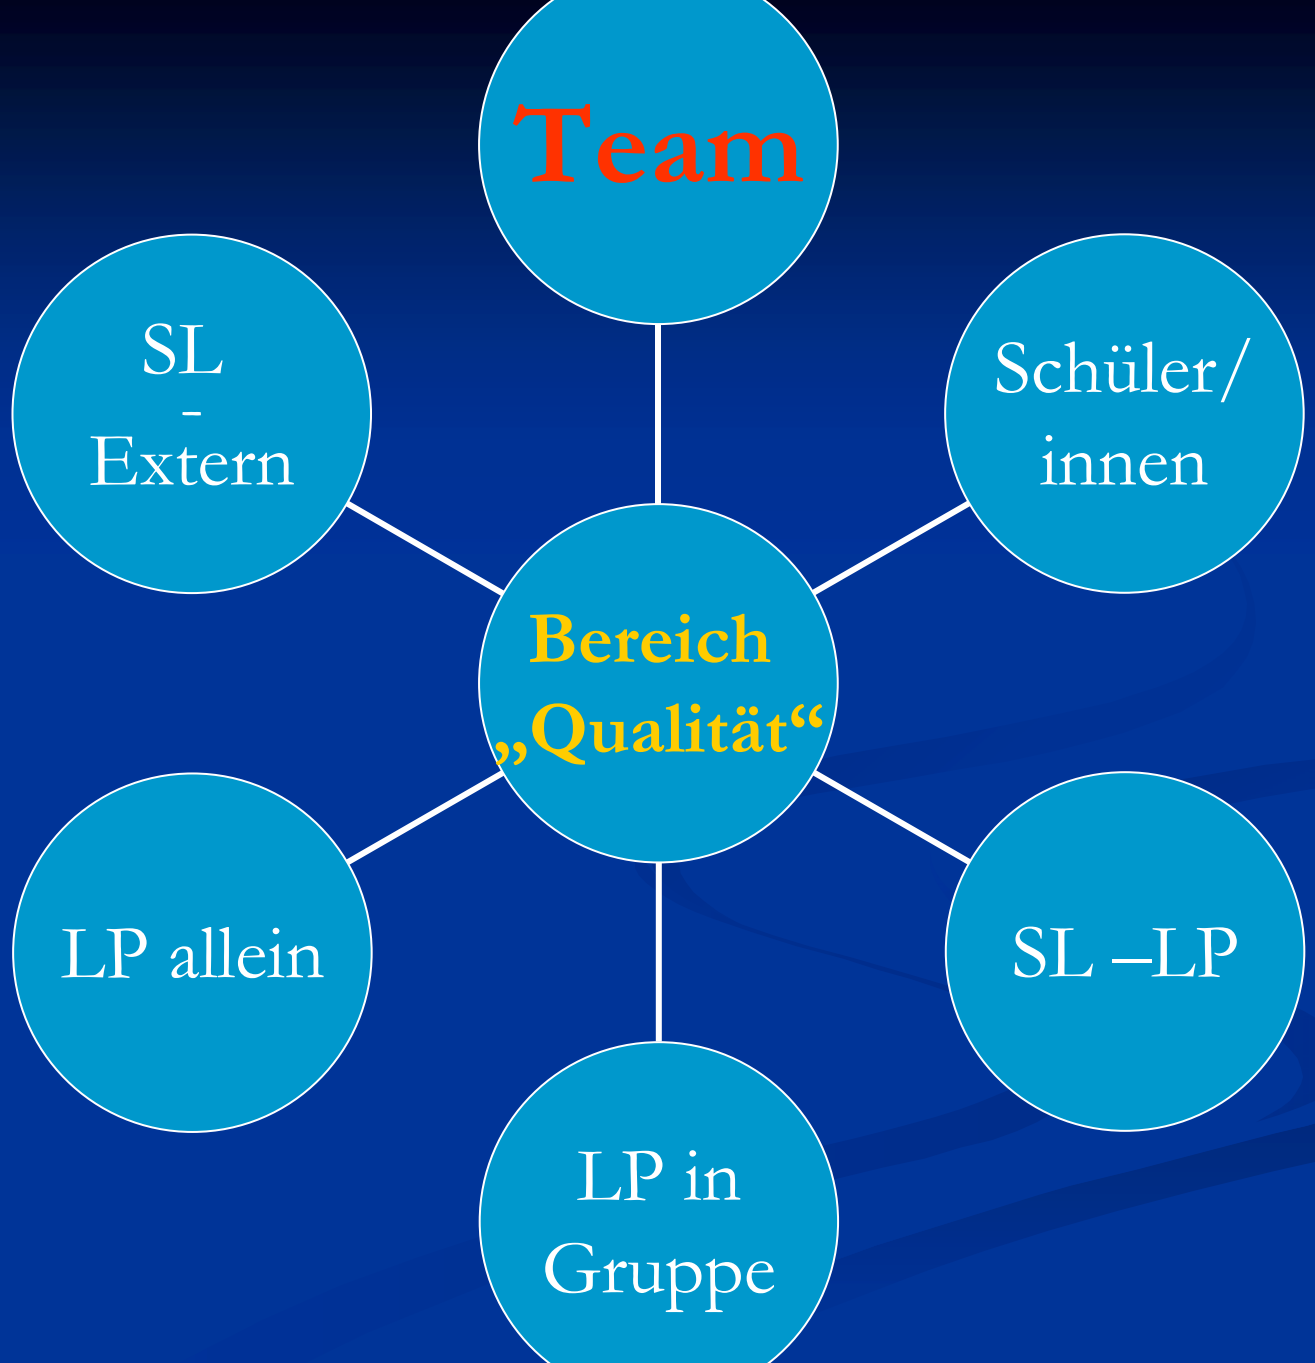 Team
SL
-
Extern
Schüler/
innen
Bereich
„Qualität“
LP allein
SL –LP
LP in
Gruppe